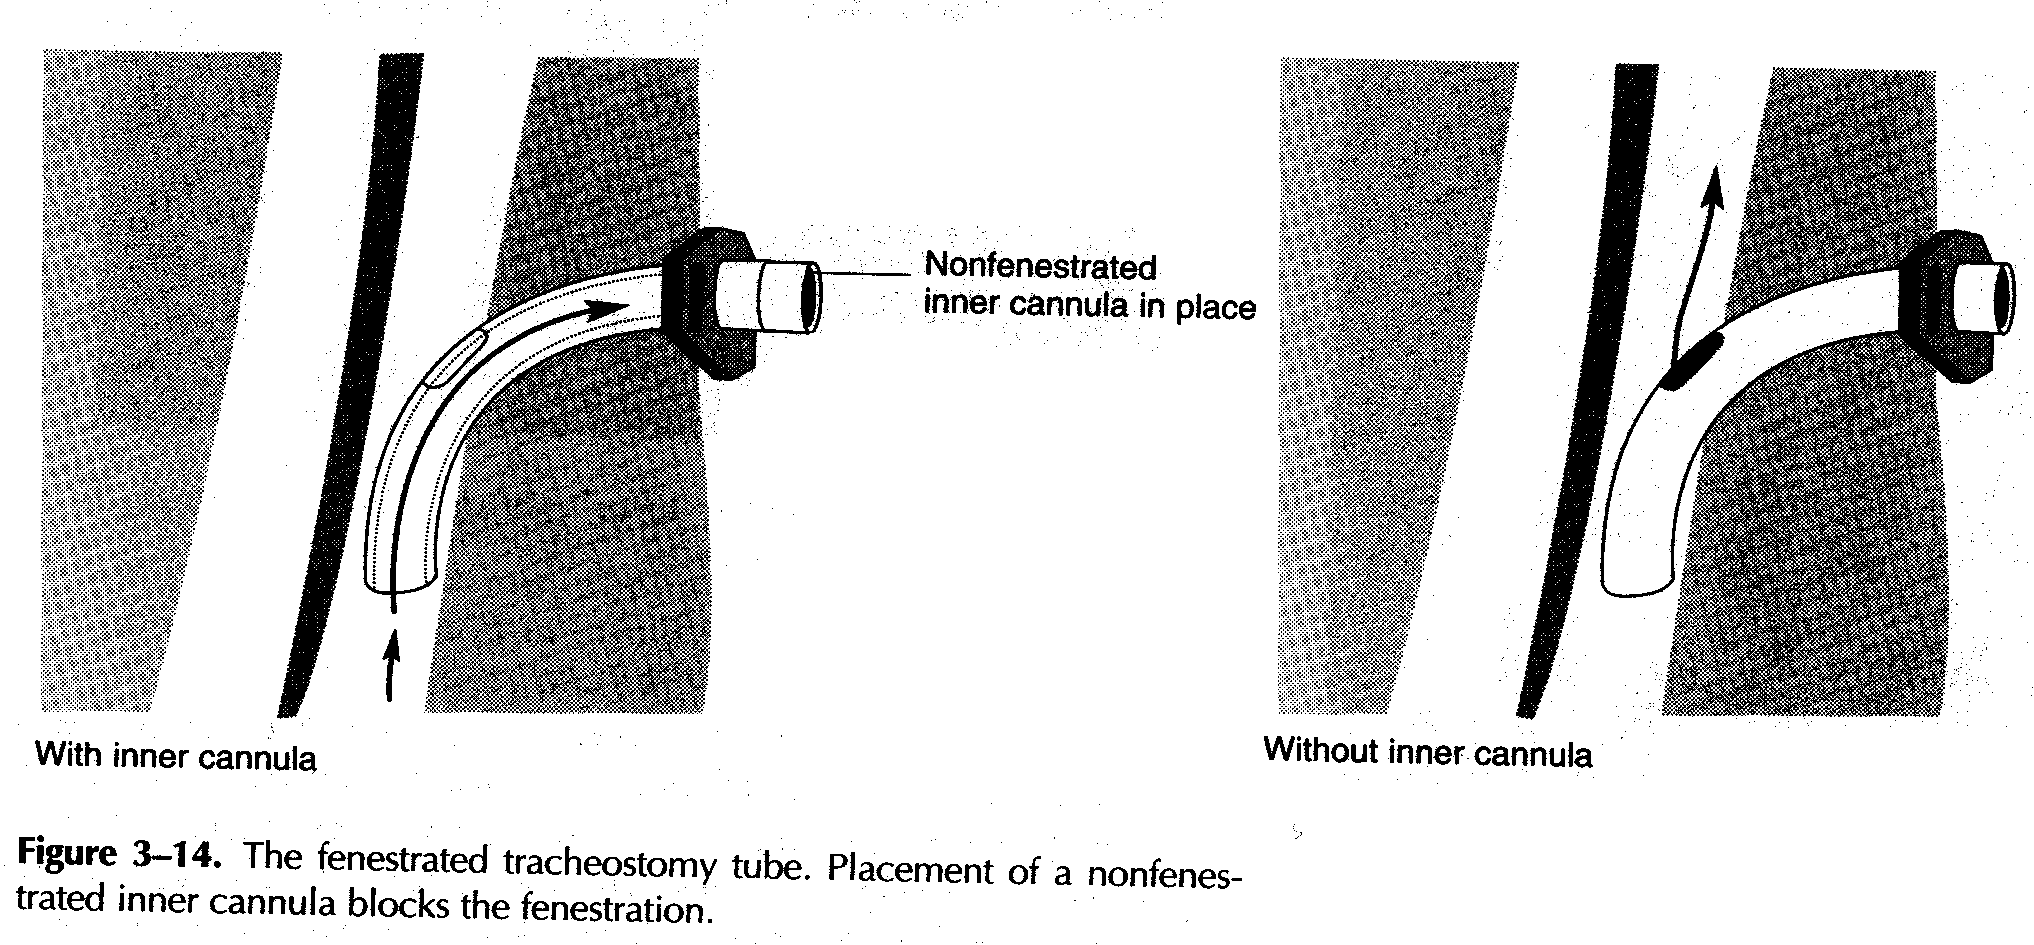 Nonfenestrated
inner cannula in place
With inner cannula
Without inner cannula
Figure 3–14. The fenestrated tracheostomy tube. Placement of a nonfenes-
trated inner cannula blocks the fenestration.